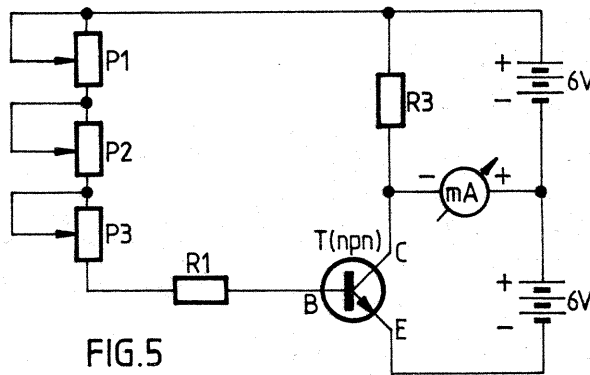 P1
P2
P3
R1
R3
+
-
6V
- mA +
T(npn)
C
B
E
+
-
6V
FIG.5